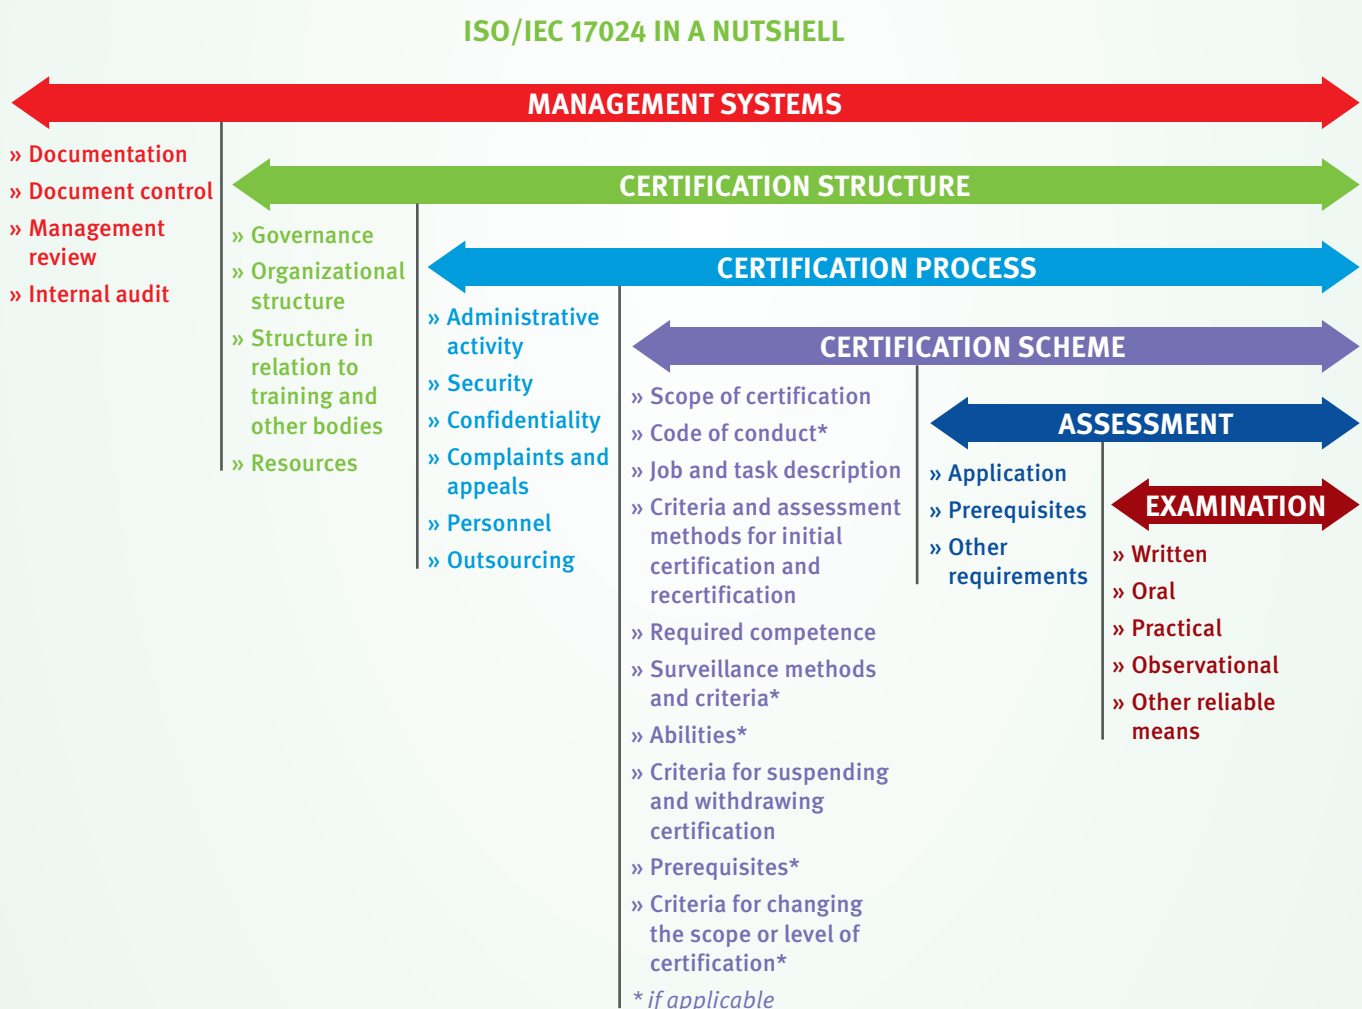 ISO/IEC 17024 IN A NUTSHELL
MANAGEMENT SYSTEMS
» Documentation
» Document control
» Management
review
» Internal audit
CERTIFICATION STRUCTURE
» Governance
» Organizational
structure
» Structure in
relation to
training and
other bodies
» Resources
CERTIFICATION PROCESS
» Administrative
activity
» Security
» Confidentiality
» Complaints and
appeals
» Personnel
» Outsourcing
CERTIFICATION SCHEME
» Scope of certification
» Code of conduct*
» Job and task description
» Criteria and assessment
methods for initial
certification and
recertification
» Required competence
» Surveillance methods
and criteria*
» Abilities*
» Criteria for suspending
and withdrawing
certification
» Prerequisites*
» Criteria for changing
the scope or level of
certification*
* if applicable
ASSESSMENT
» Application
» Prerequisites
» Other
requirements
EXAMINATION
» Written
» Oral
» Practical
» Observational
» Other reliable
means